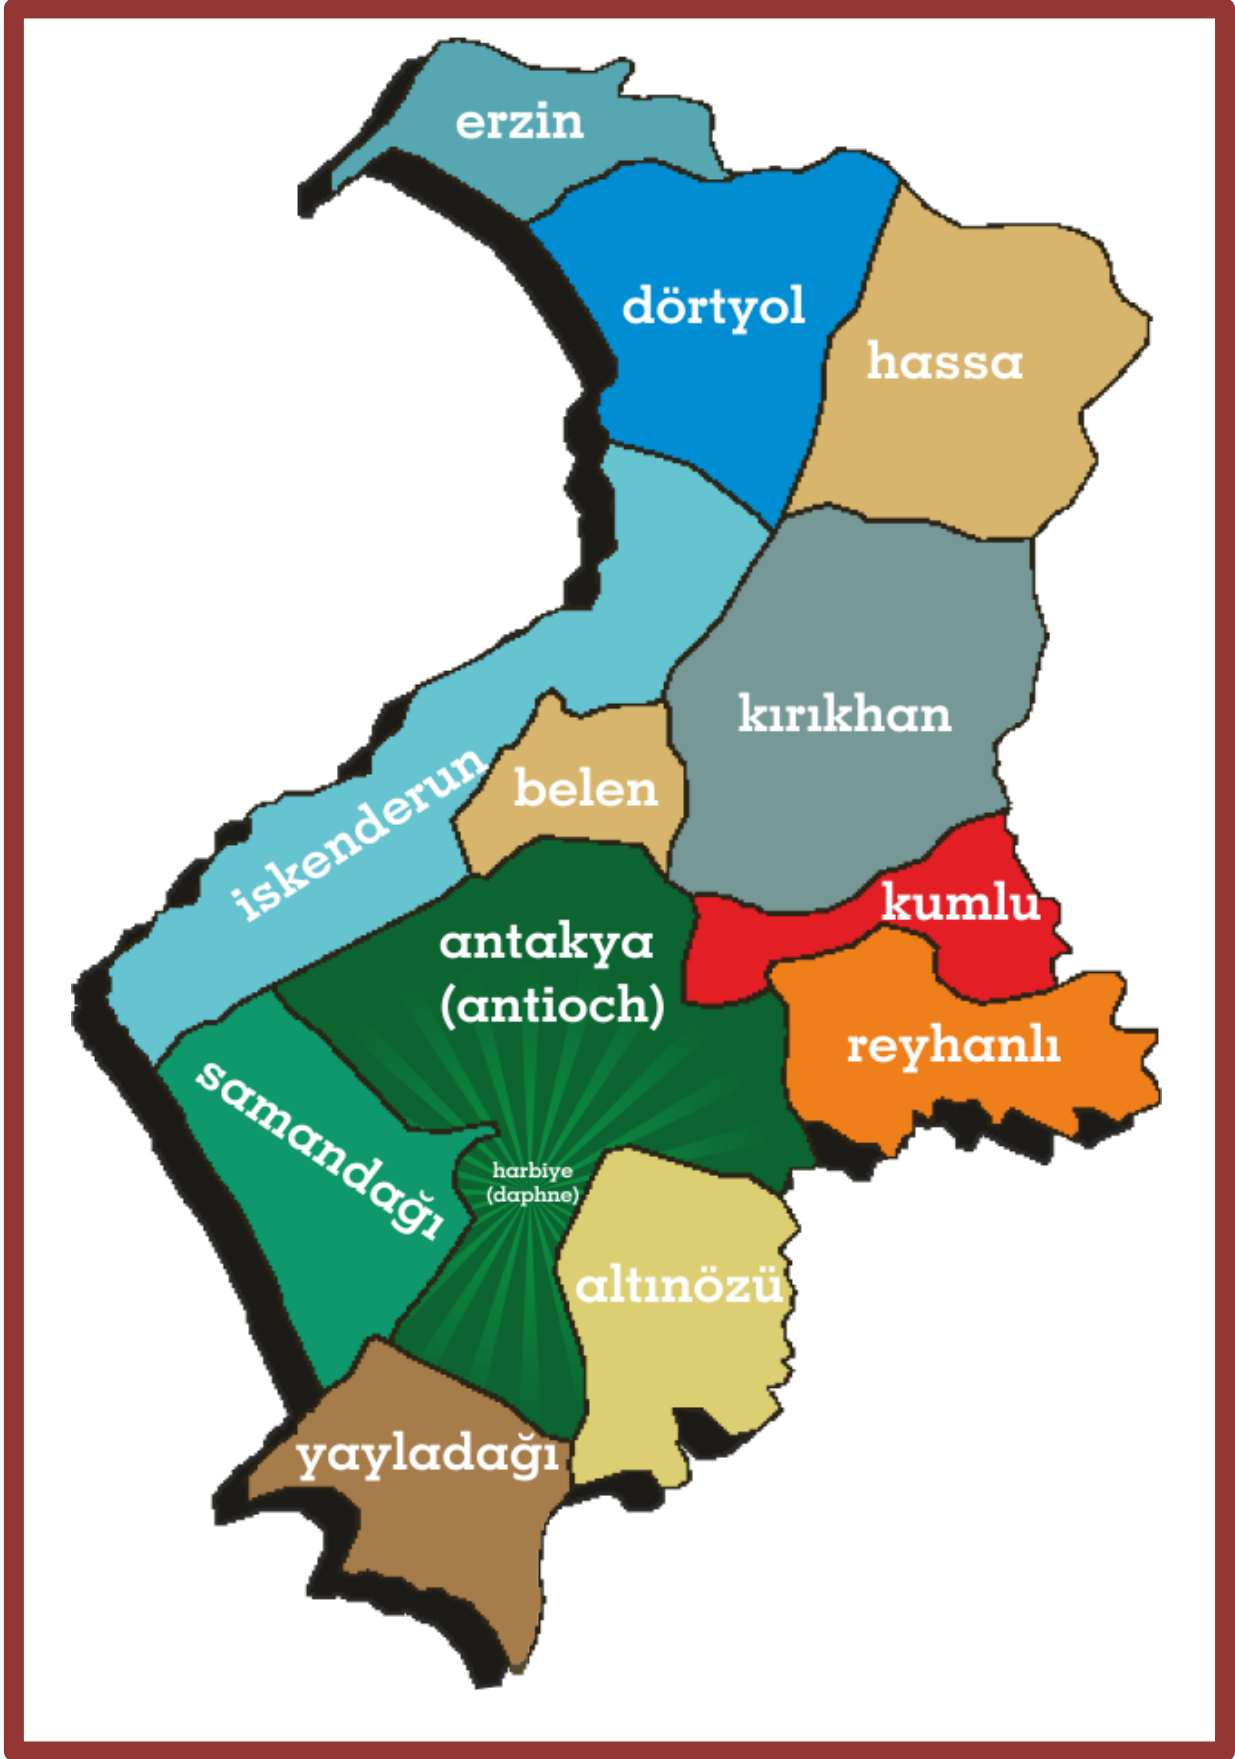 erzin
dörtyol
hassa
kırıkhan
iskenderun
belen
kumlu
antakya
(antioch)
reyhanlı
samandağı
harbiye
(daphne)
altınözü
yayladağı